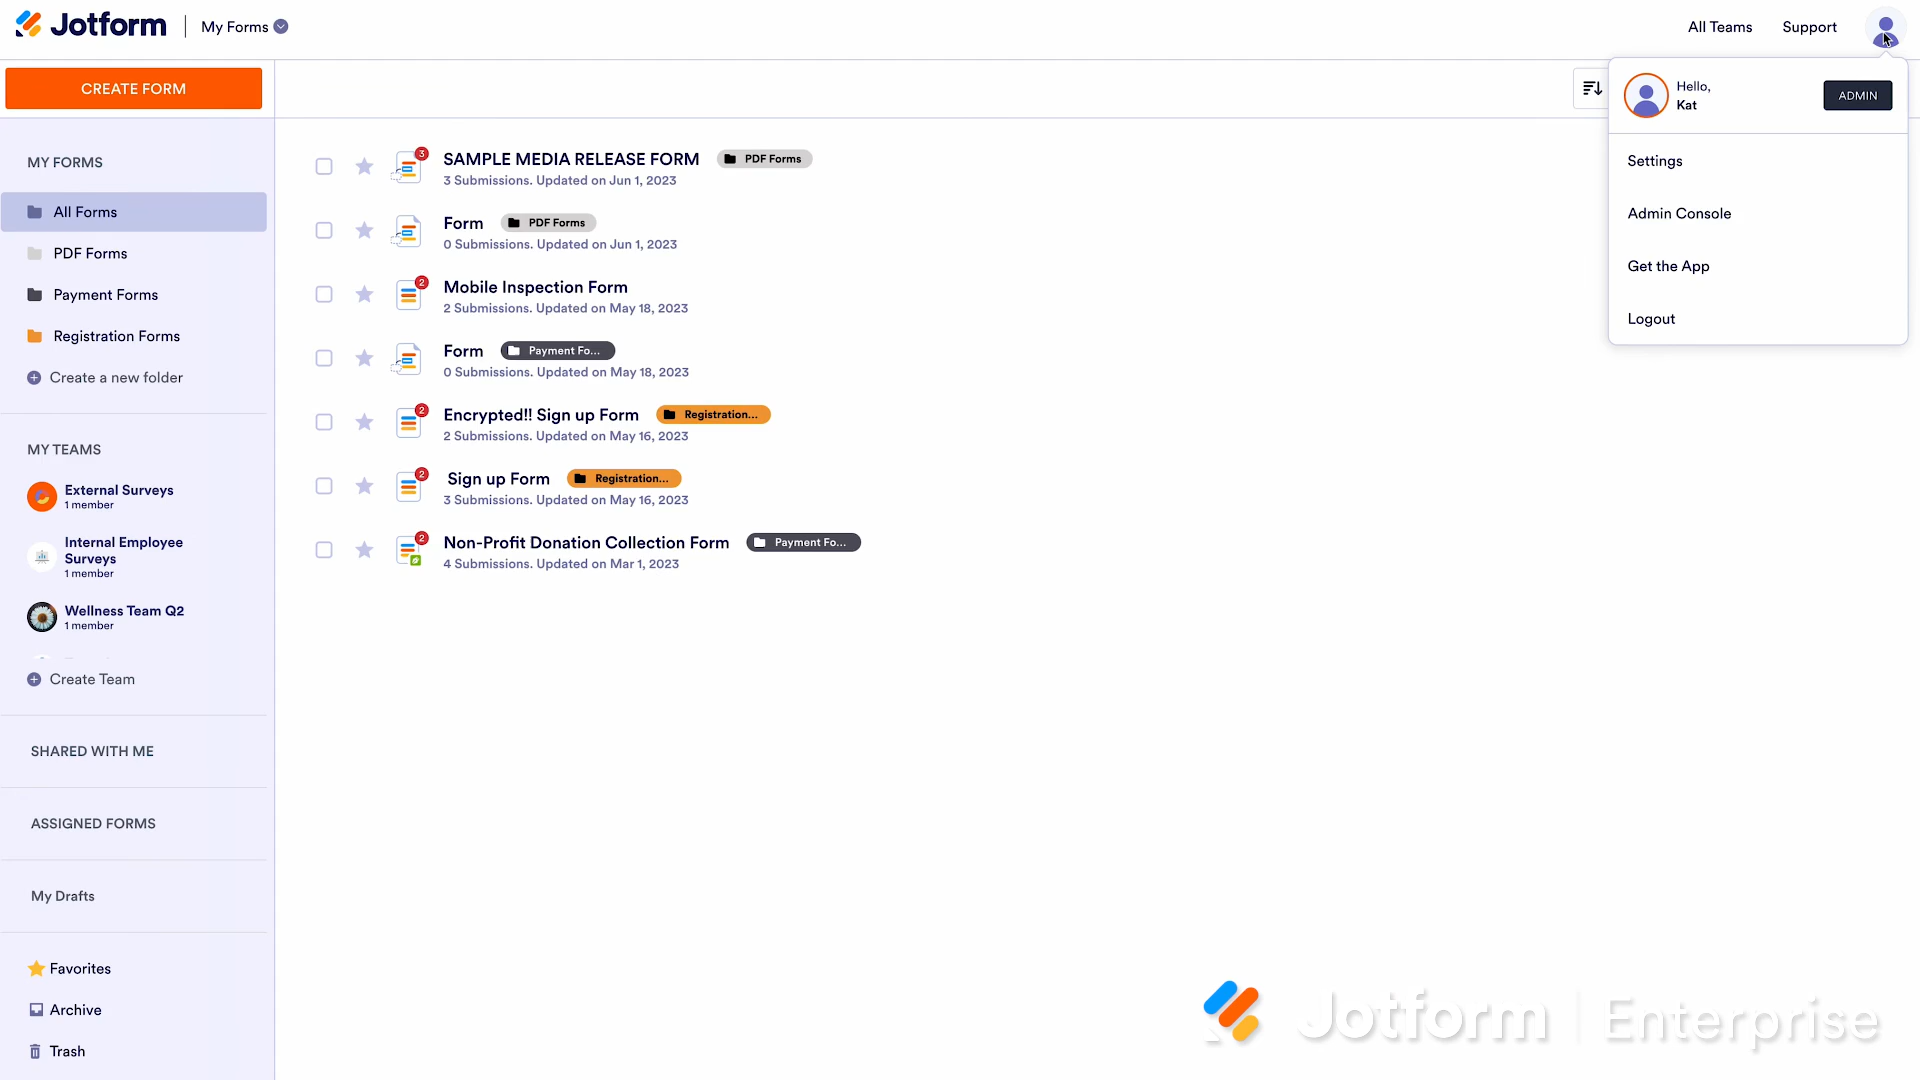 Jotform
My Forms
All Teams
Support
CREATE FORM
Hello,
Kat
ADMIN
Settings
Admin Console
Get the App
Logout
MY FORMS
All Forms
PDF Forms
Payment Forms
Registration Forms
Create a new folder
MY TEAMS
External Surveys
1 member
Internal Employee
Surveys
1 member
Wellness Team Q2
1 member
Create Team
SHARED WITH ME
ASSIGNED FORMS
My Drafts
Favorites
Archive
Trash
3
SAMPLE MEDIA RELEASE FORM PDF Forms
3 Submissions. Updated on Jun 1, 2023
Form PDF Forms
0 Submissions. Updated on Jun 1, 2023
2
Mobile Inspection Form
2 Submissions. Updated on May 18, 2023
Form Payment Fo...
0 Submissions. Updated on May 18, 2023
2
Encrypted!! Sign up Form Registration...
2 Submissions. Updated on May 16, 2023
2
Sign up Form Registration...
3 Submissions. Updated on May 16, 2023
2
Non-Profit Donation Collection Form Payment Fo...
4 Submissions. Updated on Mar 1, 2023
Jotform Enterprise